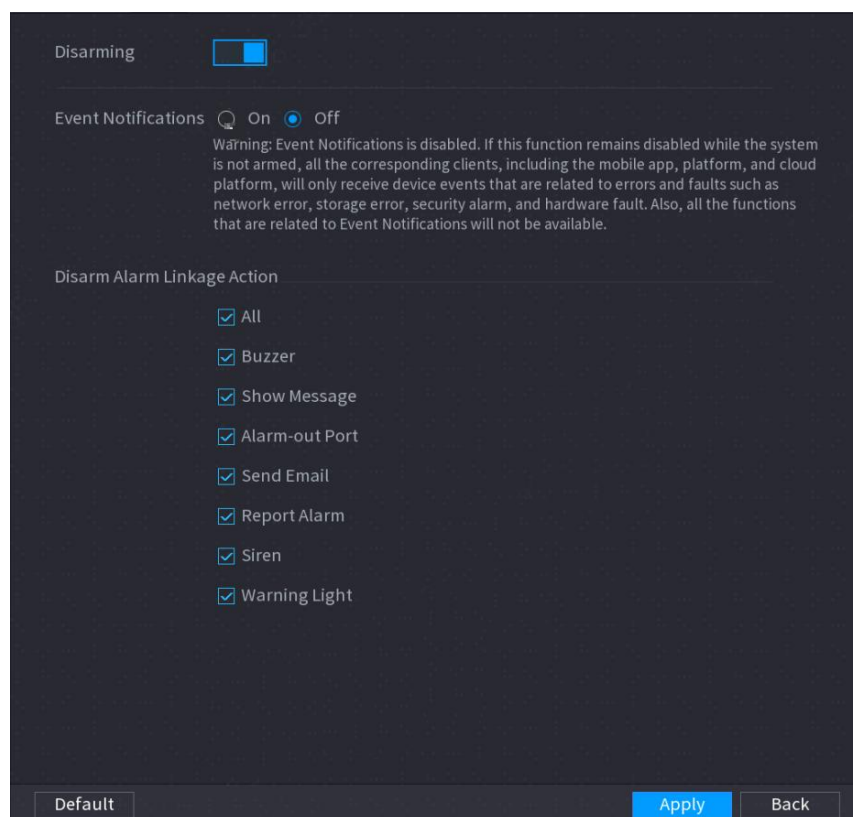 Disarming
Event Notifications On Off
Warning: Event Notifications is disabled. If this function remains disabled while the system
is not armed, all the corresponding clients, including the mobile app, platform, and cloud
platform, will only receive device events that are related to errors and faults such as
network error, storage error, security alarm, and hardware fault. Also, all the functions
that are related to Event Notifications will not be available.
Disarm Alarm Linkage Action
All
Buzzer
Show Message
Alarm-out Port
Send Email
Report Alarm
Siren
Warning Light
Default Apply Back